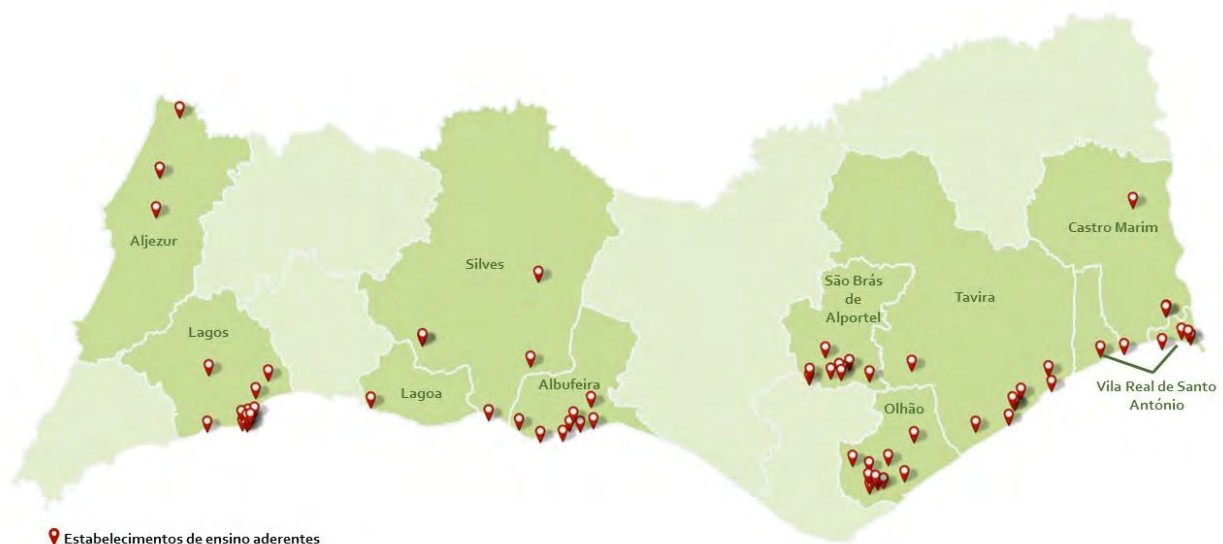 Aljezur
Silves
Castro Marim
São Brás
de
Alportel
Tavira
Lagos
Lagoa
Albufeira
Olhão
Vila Real de Santo
António
Estabelecimentos de ensino aderentes